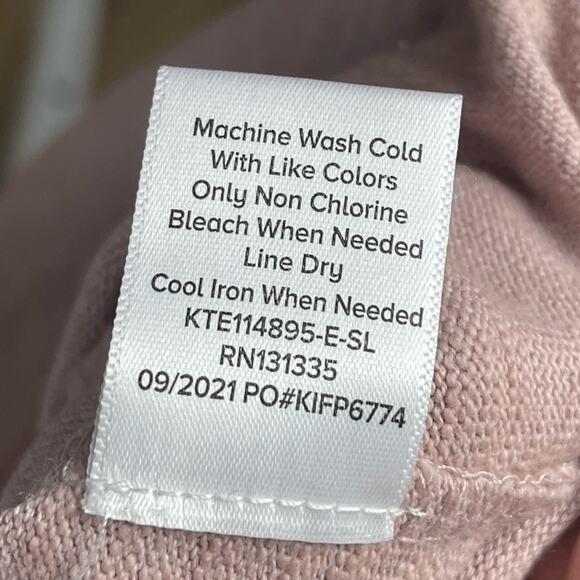 Machine Wash Cold
With Like Colors
Only Non Chlorine
Bleach When Needed
Line Dry
Cool Iron When Needed
KTE114895-E-SL
RN131335
09/2021 PO#KIFP6774